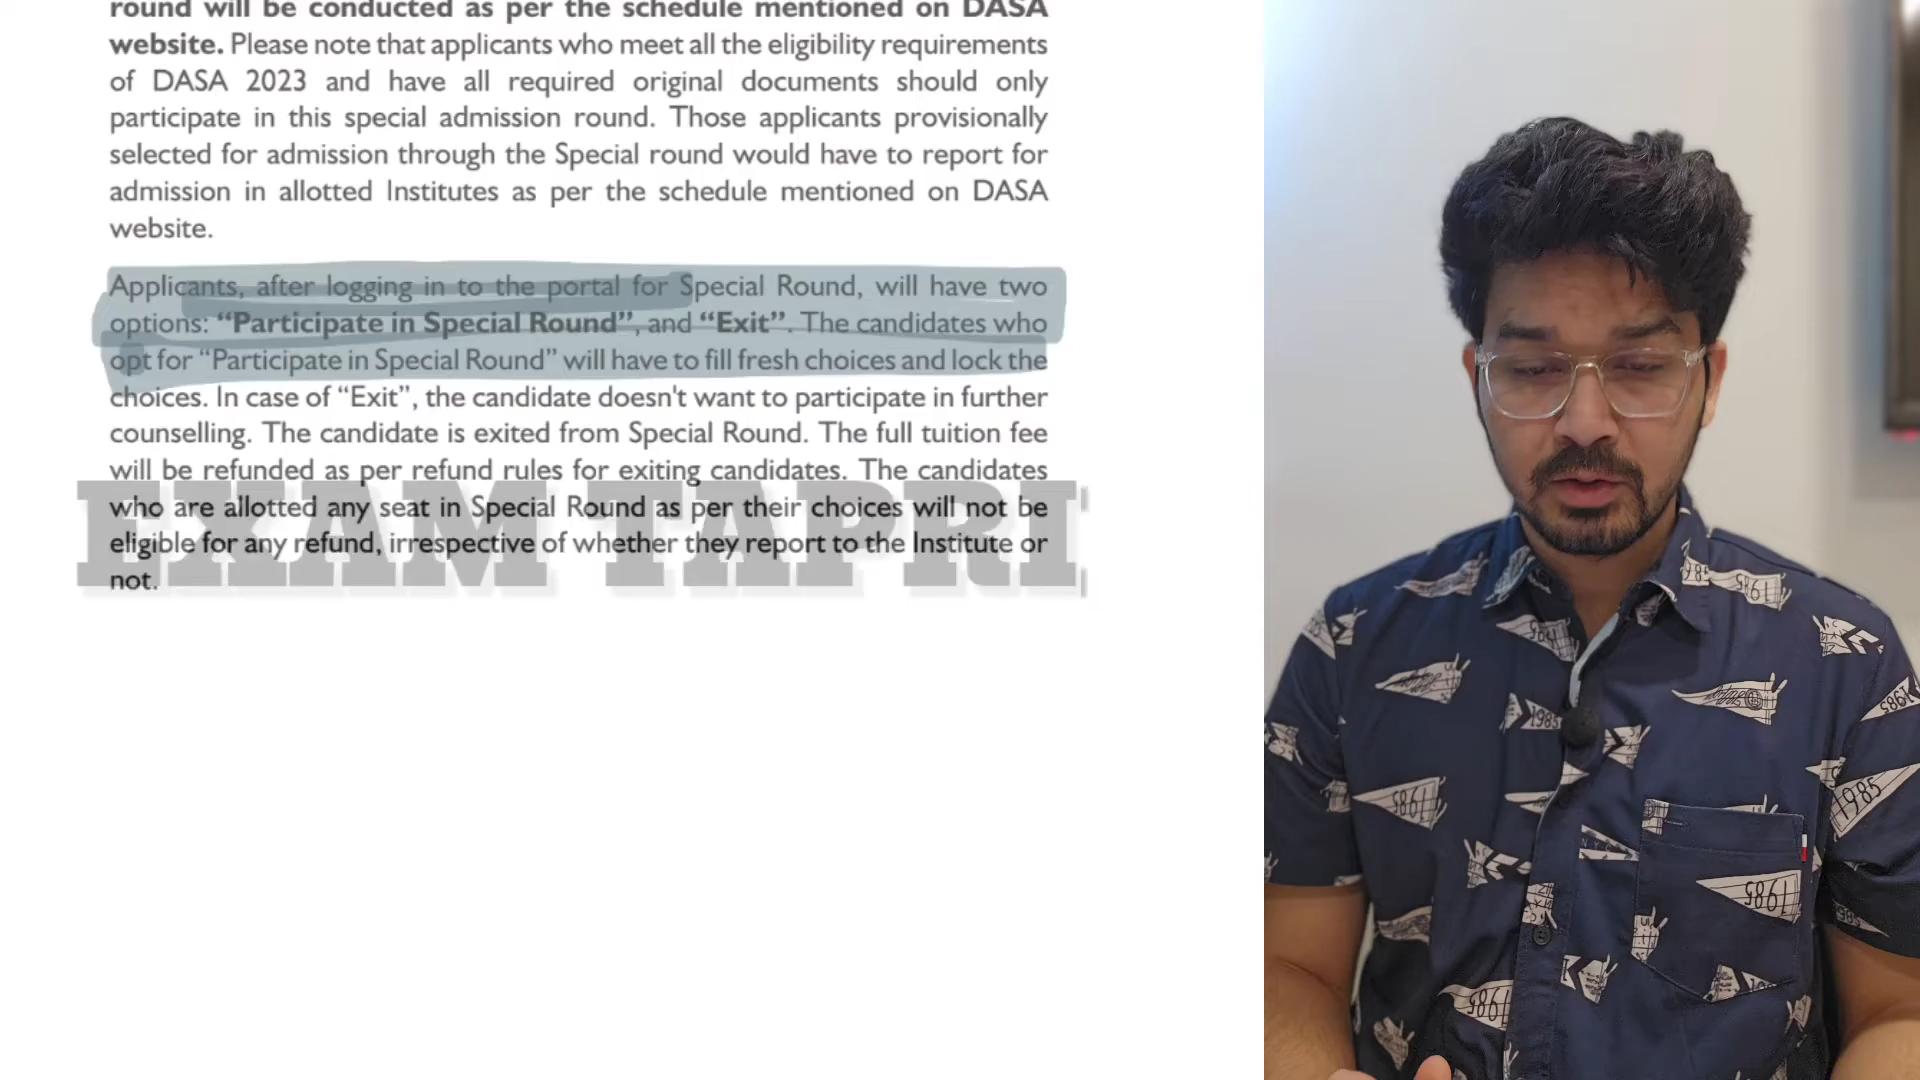 round will be conducted as per the schedule mentioned on DASA
website. Please note that applicants who meet all the eligibility requirements
of DASA 2023 and have all required original documents should only
participate in this special admission round. Those applicants provisionally
selected for admission through the Special round would have to report for
admission in allotted Institutes as per the schedule mentioned on DASA
website.
Applicants, after logging in to the portal for Special Round, will have two
options: “Participate in Special Round”, and “Exit”. The candidates who
opt for “Participate in Special Round” will have to fill fresh choices and lock the
choices. In case of “Exit”, the candidate doesn't want to participate in further
counselling. The candidate is exited from Special Round. The full tuition fee
will be refunded as per refund rules for exiting candidates. The candidates
who are allotted any seat in Special Round as per their choices will not be
eligible for any refund, irrespective of whether they report to the Institute or
not.
EXAM TAPRI
1985
1985
1985
1985
1985
NYC